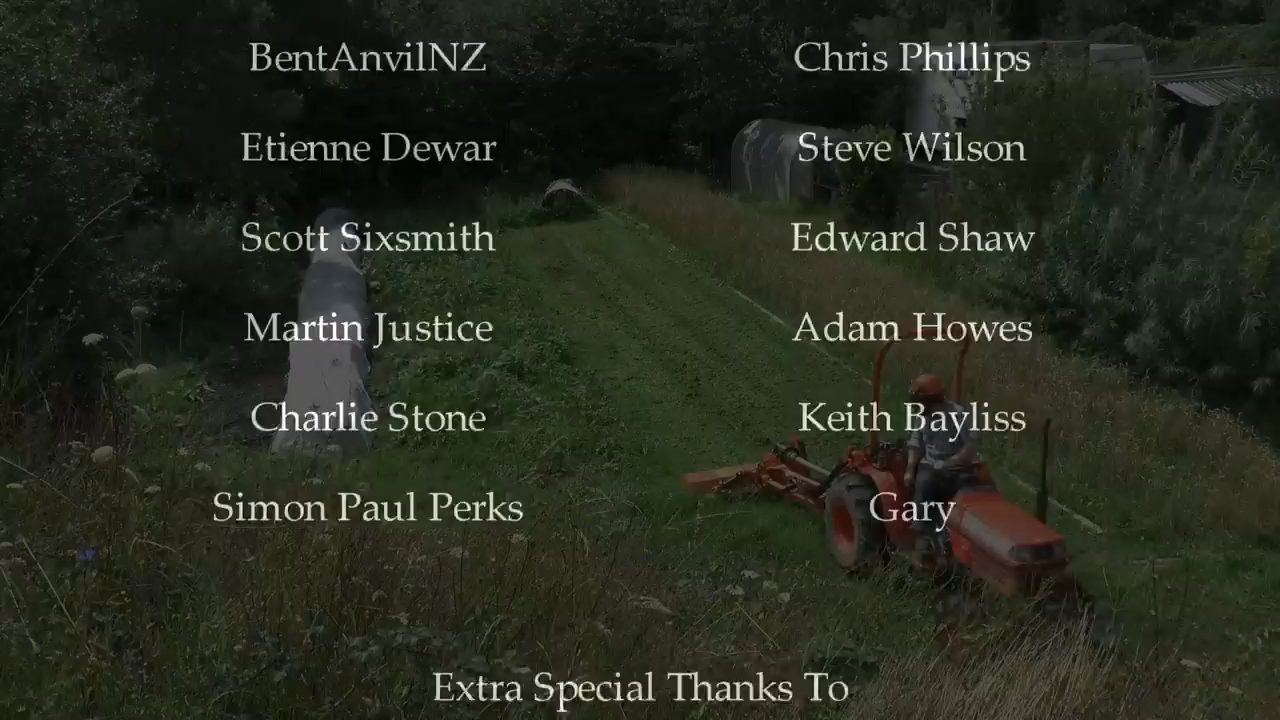 BentAnvilNZ
Chris Phillips
Etienne Dewar
Steve Wilson
Scott Sixsmith
Edward Shaw
Martin Justice
Adam Howes
Charlie Stone
Keith Bayliss
Simon Paul Perks
Gary
Extra Special Thanks To